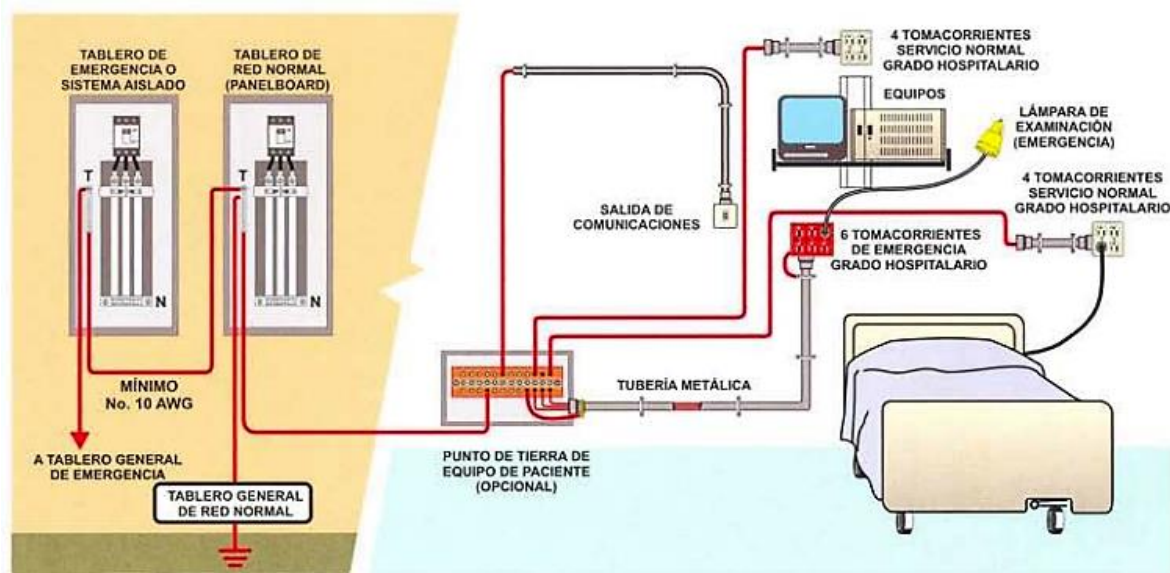 TABLERO DE
EMERGENCIA O
SISTEMA AISLADO
TABLERO DE
RED NORMAL
(PANELBOARD)
T
N
T
N
MÍNIMO
No. 10 AWG
A TABLERO GENERAL
DE EMERGENCIA
TABLERO GENERAL
DE RED NORMAL
4 TOMACORRIENTES
SERVICIO NORMAL
GRADO HOSPITALARIO
EQUIPOS
LÁMPARA DE
EXAMINACIÓN
(EMERGENCIA)
4 TOMACORRIENTES
SERVICIO NORMAL
GRADO HOSPITALARIO
SALIDA DE
COMUNICACIONES
6 TOMACORRIENTES
DE EMERGENCIA
GRADO HOSPITALARIO
TUBERÍA METÁLICA
PUNTO DE TIERRA DE
EQUIPO DE PACIENTE
(OPCIONAL)